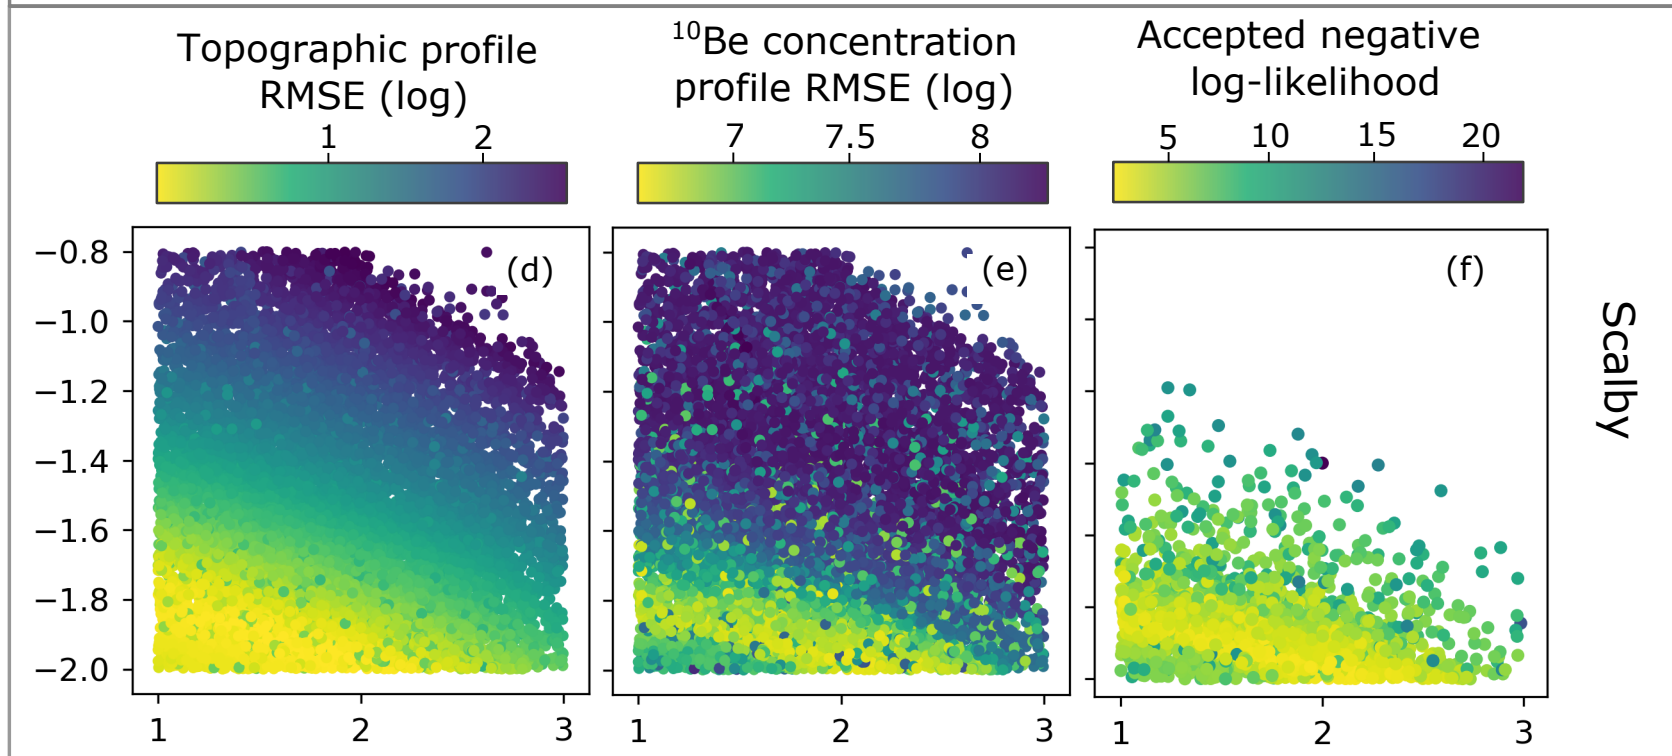 Topographic profile
RMSE (log)
1 2
¹⁰Be concentration
profile RMSE (log)
7 7.5 8
Accepted negative
log-likelihood
5 10 15 20
(d)
(e)
(f)
−0.8
−1.0
−1.2
−1.4
−1.6
−1.8
−2.0
1 2 3
1 2 3
1 2 3
Scalby